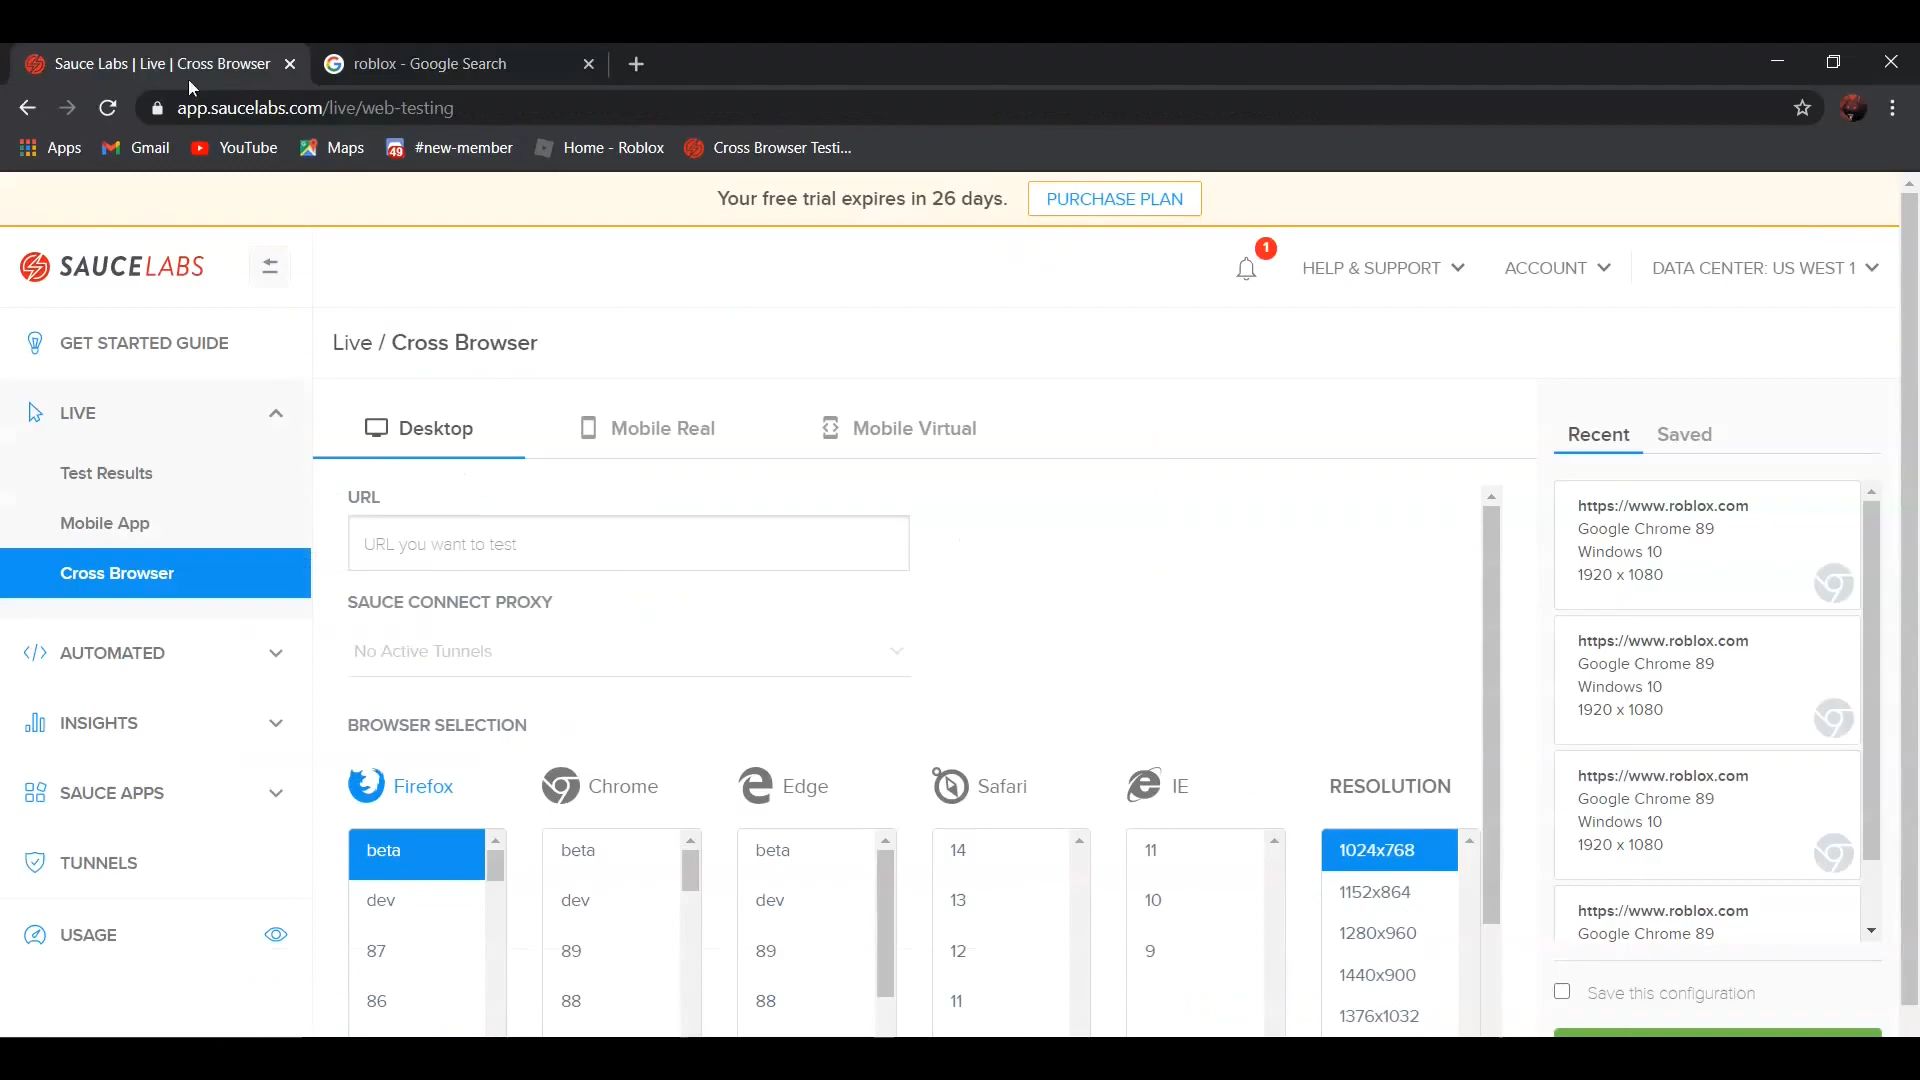 Sauce Labs | Live | Cross Browser
roblox - Google Search
app.saucelabs.com/live/web-testing
Apps
Gmail
YouTube
Maps
49
#new-member
Home - Roblox
Cross Browser Testi...
Your free trial expires in 26 days.
PURCHASE PLAN
SAUCELABS
1
HELP & SUPPORT
ACCOUNT
DATA CENTER: US WEST 1
GET STARTED GUIDE
LIVE
Test Results
Mobile App
Cross Browser
AUTOMATED
INSIGHTS
SAUCE APPS
TUNNELS
USAGE
Live / Cross Browser
Desktop
Mobile Real
Mobile Virtual
URL
URL you want to test
SAUCE CONNECT PROXY
No Active Tunnels
BROWSER SELECTION
Firefox
beta
dev
87
86
Chrome
beta
dev
89
88
Edge
beta
dev
89
88
Safari
14
13
12
11
IE
11
10
9
RESOLUTION
1024x768
1152x864
1280x960
1440x900
1376x1032
Recent
Saved
https://www.roblox.com
Google Chrome 89
Windows 10
1920 x 1080
https://www.roblox.com
Google Chrome 89
Windows 10
1920 x 1080
https://www.roblox.com
Google Chrome 89
Windows 10
1920 x 1080
https://www.roblox.com
Google Chrome 89
Save this configuration